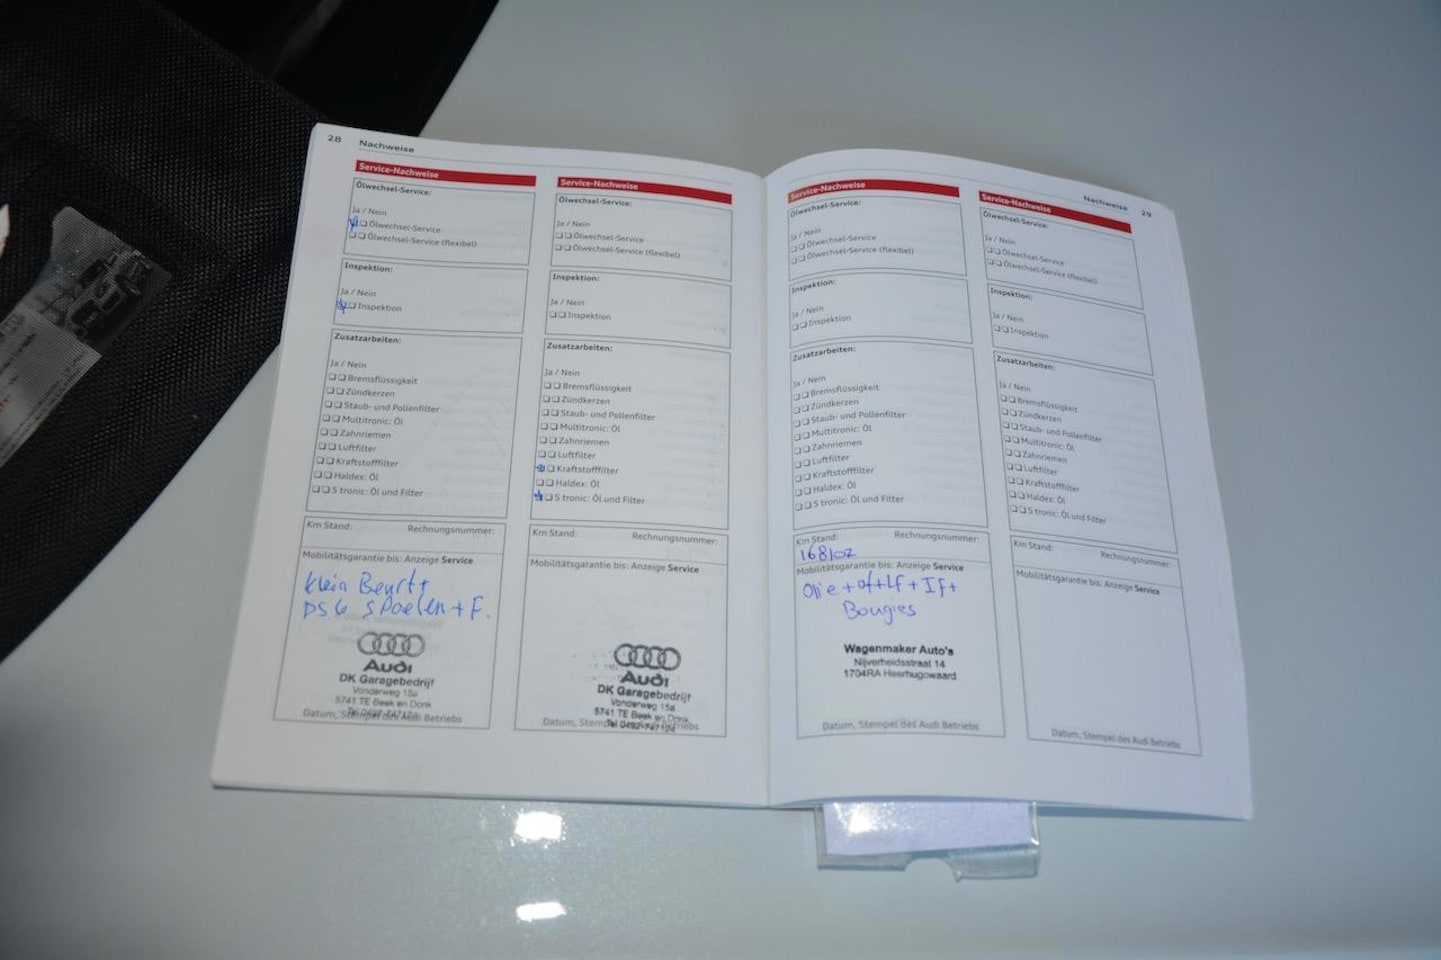 28 Nachweise
Service-Nachweise
Ölwechsel-Service:
Ja / Nein
Ölwechsel-Service
Ölwechsel-Service (flexibel)
Inspektion:
Ja / Nein
Inspektion
Zusatzarbeiten:
Ja / Nein
Bremsflüssigkeit
Zündkerzen
Staub- und Pollenfilter
Multitronic: Öl
Zahnriemen
Luftfilter
Kraftstofffilter
Haldex: Öl
S tronic: Öl und Filter
Km Stand: Rechnungsnummer:
Mobilitätsgarantie bis: Anzeige Service
klein Beurt
DSG spoelen + F.
Audi
DK Garagebedrijf
Vonderweg 15a
5741 TE Beek en Donk
Datum, Stempel des Audi Betriebs
Service-Nachweise
Ölwechsel-Service:
Ja / Nein
Ölwechsel-Service
Ölwechsel-Service (flexibel)
Inspektion:
Ja / Nein
Inspektion
Zusatzarbeiten:
Ja / Nein
Bremsflüssigkeit
Zündkerzen
Staub- und Pollenfilter
Multitronic: Öl
Zahnriemen
Luftfilter
Kraftstofffilter
Haldex: Öl
S tronic: Öl und Filter
Km Stand: Rechnungsnummer:
Mobilitätsgarantie bis: Anzeige Service
Audi
DK Garagebedrijf
Vonderweg 15a
5741 TE Beek en Donk
Datum, Stempel des Audi Betriebs
Nachweise 29
Service-Nachweise
Ölwechsel-Service:
Ja / Nein
Ölwechsel-Service
Ölwechsel-Service (flexibel)
Inspektion:
Ja / Nein
Inspektion
Zusatzarbeiten:
Ja / Nein
Bremsflüssigkeit
Zündkerzen
Staub- und Pollenfilter
Multitronic: Öl
Zahnriemen
Luftfilter
Kraftstofffilter
Haldex: Öl
S tronic: Öl und Filter
Km Stand: Rechnungsnummer:
168102
Mobilitätsgarantie bis: Anzeige Service
Olie + of + LF + IF +
Bougies
Wagenmaker Auto's
Nijverheidsstraat 14
1704RA Heerhugowaard
Datum, Stempel des Audi Betriebs
Service-Nachweise
Ölwechsel-Service:
Ja / Nein
Ölwechsel-Service
Ölwechsel-Service (flexibel)
Inspektion:
Ja / Nein
Inspektion
Zusatzarbeiten:
Ja / Nein
Bremsflüssigkeit
Zündkerzen
Staub- und Pollenfilter
Multitronic: Öl
Zahnriemen
Luftfilter
Kraftstofffilter
Haldex: Öl
S tronic: Öl und Filter
Km Stand: Rechnungsnummer:
Mobilitätsgarantie bis: Anzeige Service
Datum, Stempel des Audi Betriebs